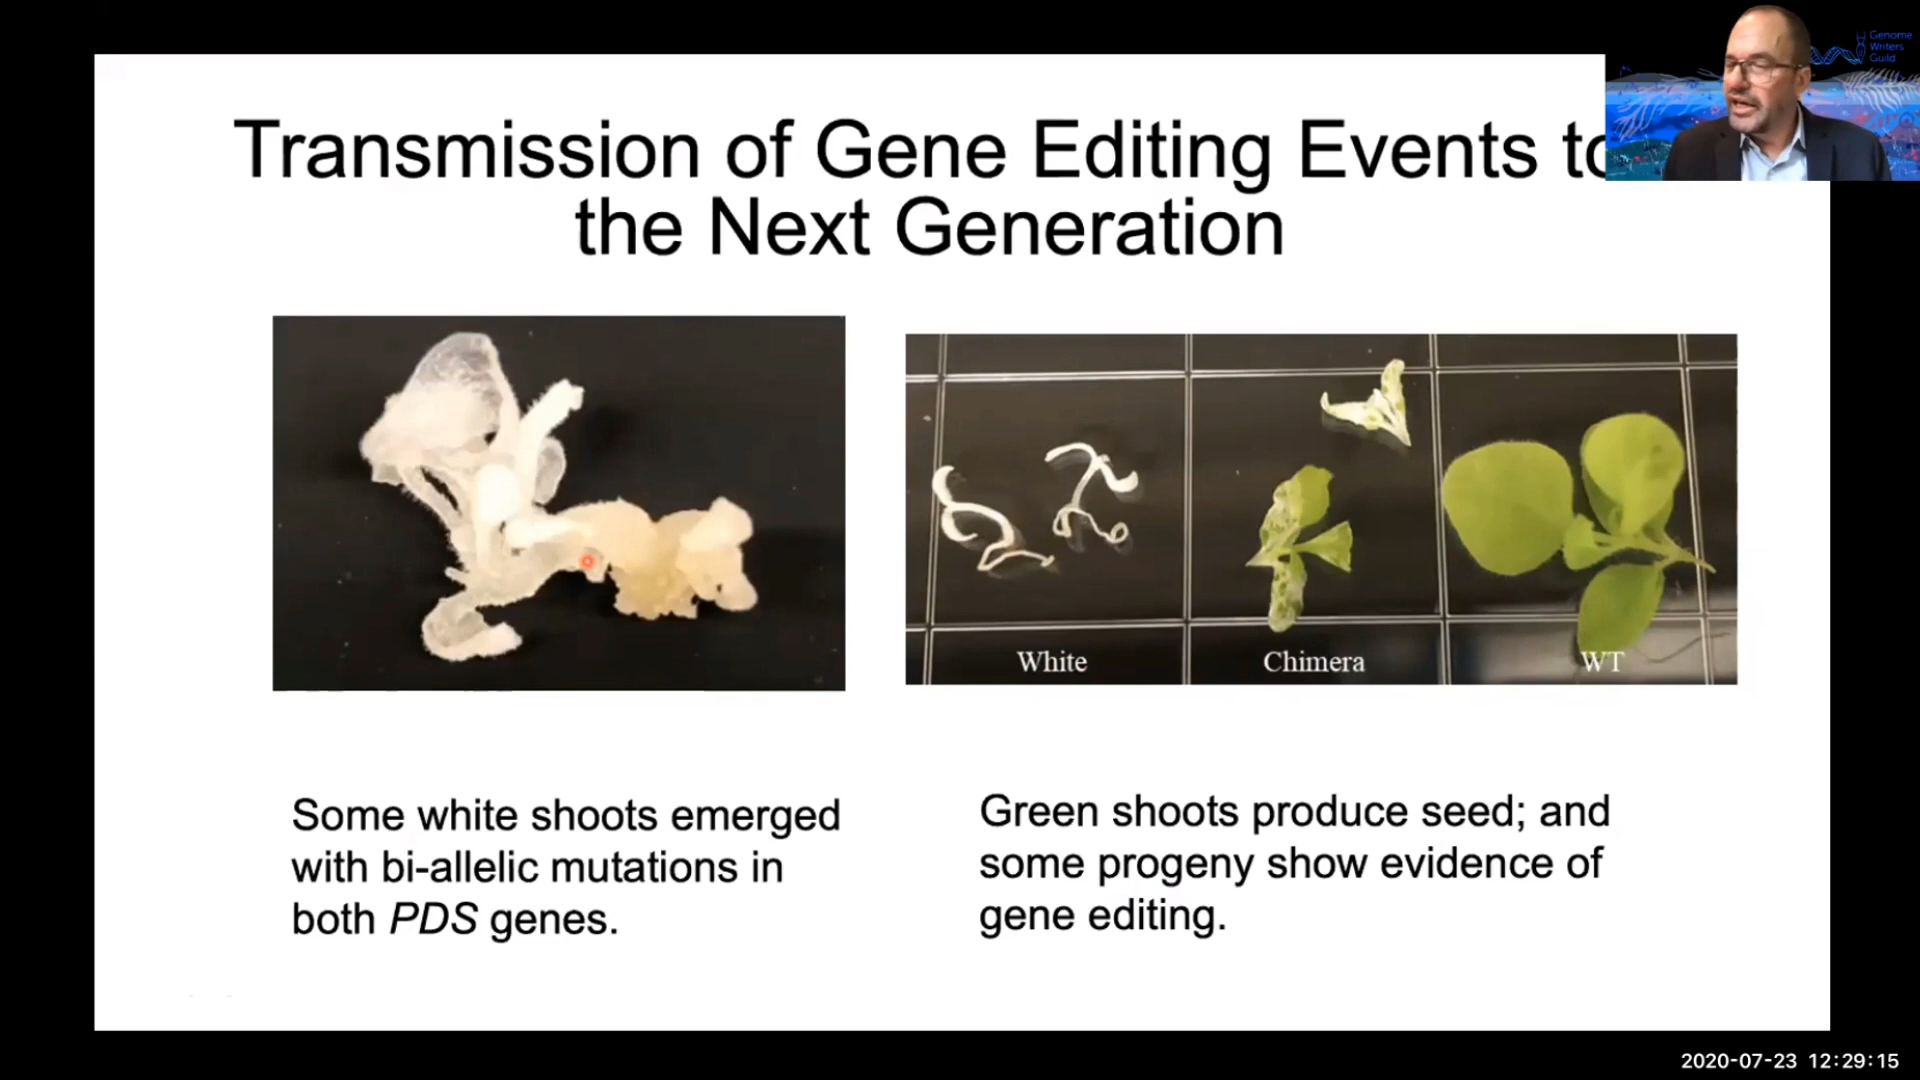 Genome
Writers
Guild
Transmission of Gene Editing Events to
the Next Generation
White
Chimera
WT
Some white shoots emerged
with bi-allelic mutations in
both PDS genes.
Green shoots produce seed; and
some progeny show evidence of
gene editing.
2020-07-23 12:29:15